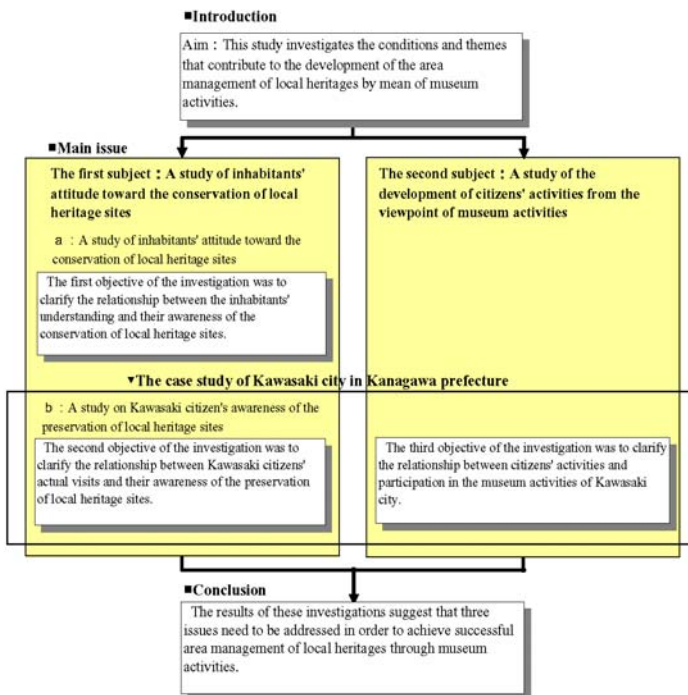 ■Introduction
Aim：This study investigates the conditions and themes
that contribute to the development of the area
management of local heritages by mean of museum
activities.
■Main issue
The first subject：A study of inhabitants'
attitude toward the conservation of local
heritage sites
a ：A study of inhabitants' attitude toward the
conservation of local heritage sites
The first objective of the investigation was to
clarify the relationship between the inhabitants'
understanding and their awareness of the
conservation of local heritage sites.
The second subject：A study of the
development of citizens' activities from the
viewpoint of museum activities
▼The case study of Kawasaki city in Kanagawa prefecture
b ：A study on Kawasaki citizen's awareness of the
preservation of local heritage sites
The second objective of the investigation was to
clarify the relationship between Kawasaki citizens'
actual visits and their awareness of the preservation
of local heritage sites.
The third objective of the investigation was to clarify
the relationship between citizens' activities and
participation in the museum activities of Kawasaki
city.
■Conclusion
The results of these investigations suggest that three
issues need to be addressed in order to achieve successful
area management of local heritages through museum
activities.